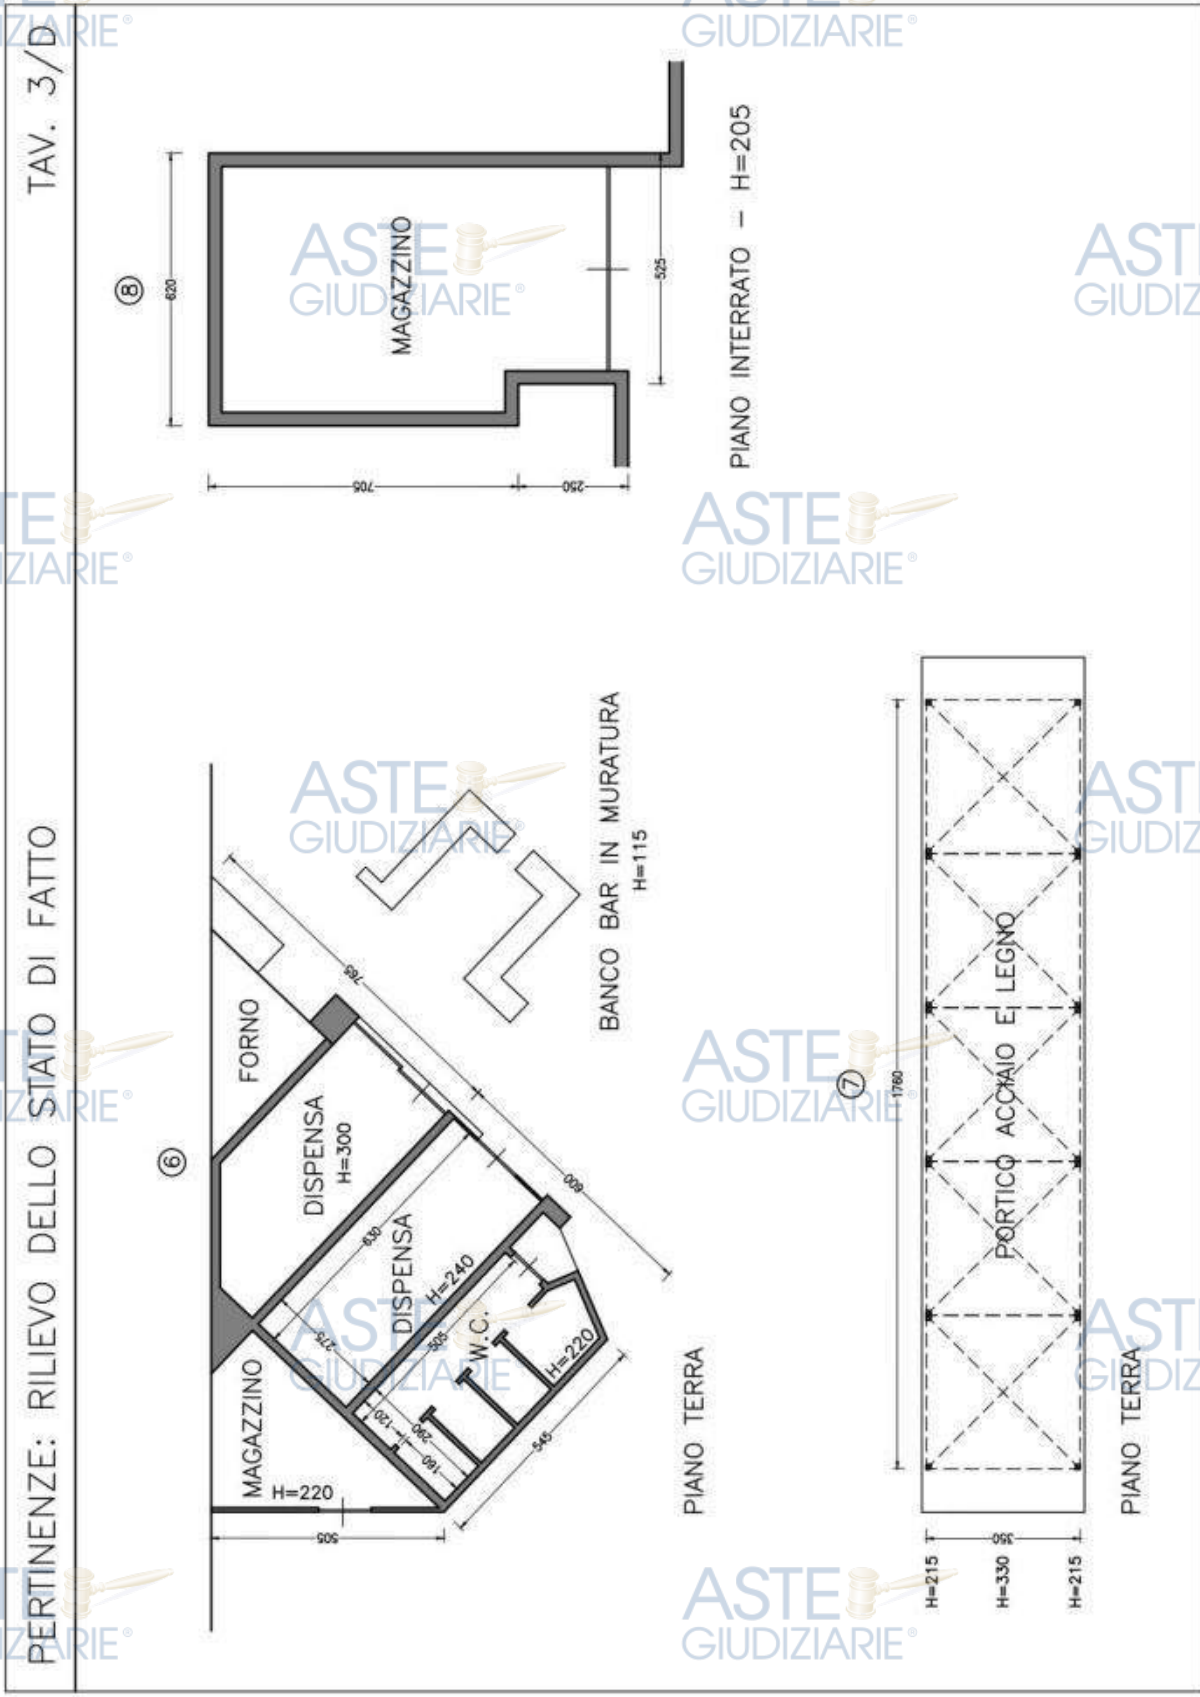 PERTINENZE: RILIEVO DELLO STATO DI FATTO
TAV. 3/D
6
FORNO
DISPENSA
H=300
DISPENSA
H=240
MAGAZZINO
H=220
W.C.
H=220
765
600
630
275
505
120
290
160
545
505
BANCO BAR IN MURATURA
H=115
PIANO TERRA
8
620
MAGAZZINO
525
705
250
PIANO INTERRATO - H=205
7
1760
PORTICO ACCIAIO E LEGNO
350
H=215
H=330
H=215
PIANO TERRA
ASTE
GIUDIZIARIE®